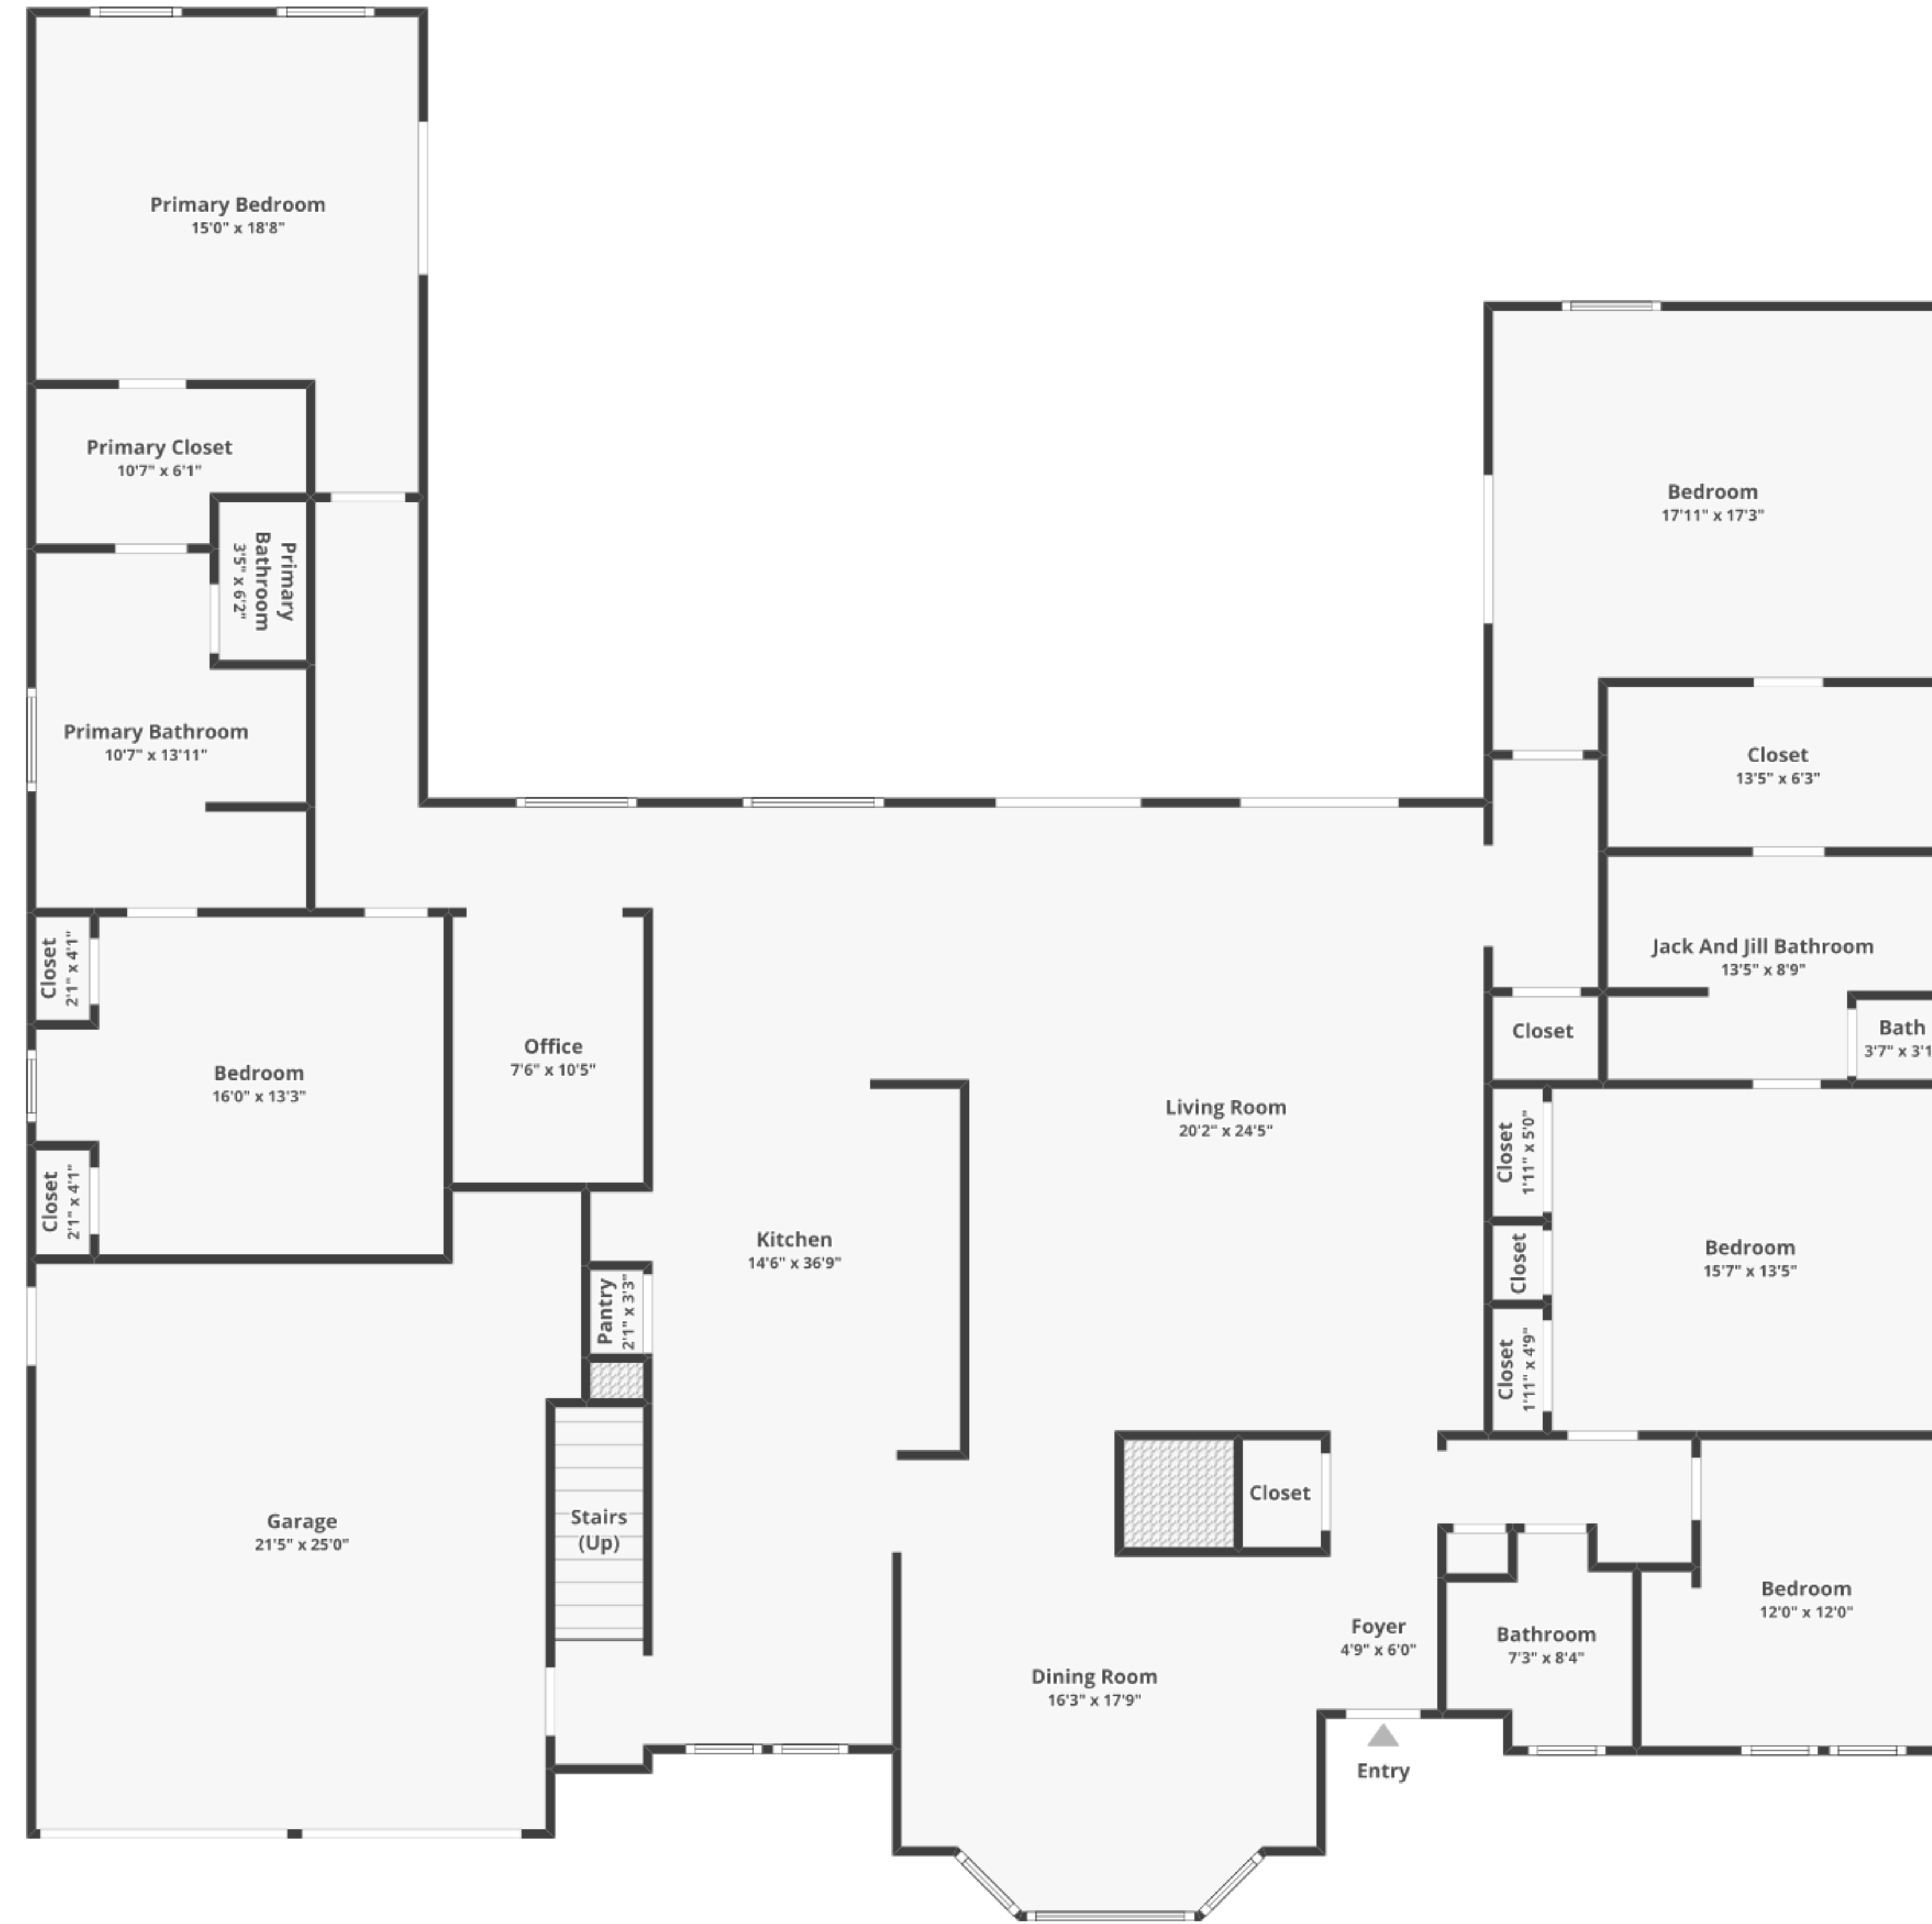 Primary Bedroom
15'0" x 18'8"
Primary Closet
10'7" x 6'1"
Primary
Bathroom
3'5" x 6'2"
Primary Bathroom
10'7" x 13'11"
Closet
2'1" x 4'1"
Bedroom
16'0" x 13'3"
Closet
2'1" x 4'1"
Office
7'6" x 10'5"
Kitchen
14'6" x 36'9"
Pantry
2'1" x 3'3"
Garage
21'5" x 25'0"
Stairs
(Up)
Living Room
20'2" x 24'5"
Closet
Dining Room
16'3" x 17'9"
Foyer
4'9" x 6'0"
Entry
Bedroom
17'11" x 17'3"
Closet
13'5" x 6'3"
Jack And Jill Bathroom
13'5" x 8'9"
Closet
Bath
3'7" x 3'1
Closet
1'11" x 5'0"
Closet
Closet
1'11" x 4'9"
Bedroom
15'7" x 13'5"
Bedroom
12'0" x 12'0"
Bathroom
7'3" x 8'4"